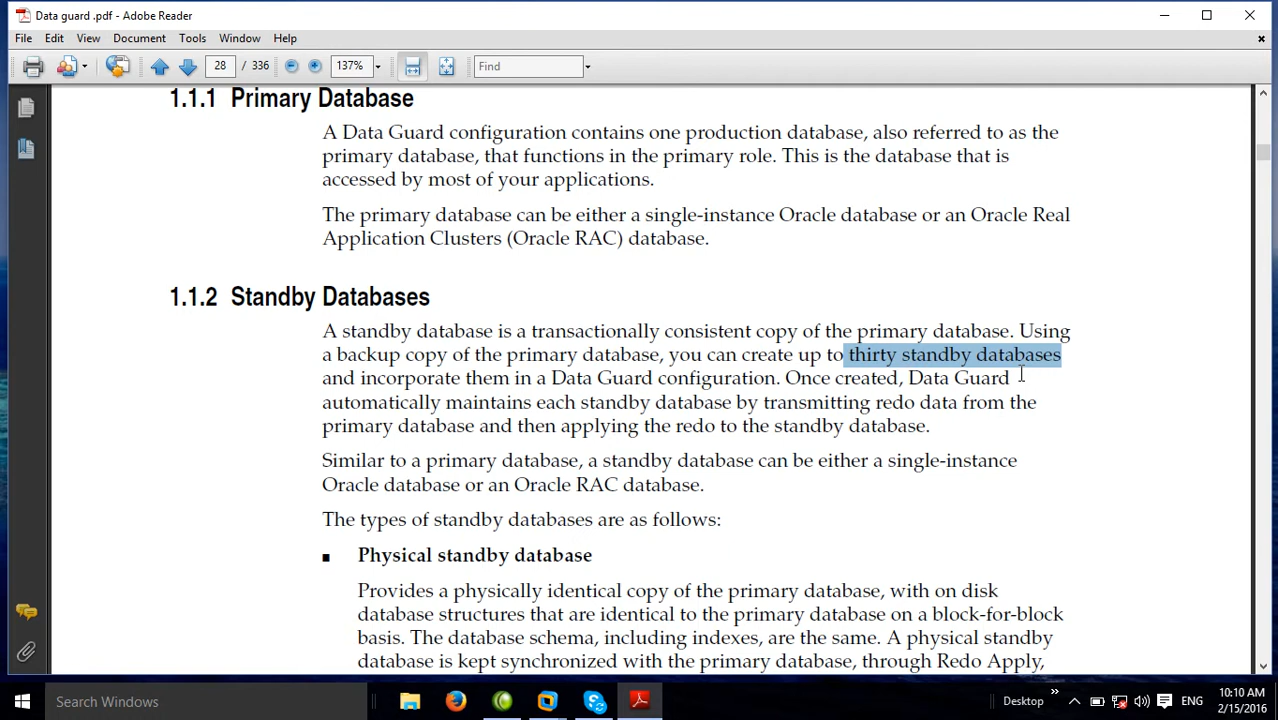 Data guard .pdf - Adobe Reader
File Edit View Document Tools Window Help
28 / 336 137% Find
1.1.1 Primary Database
A Data Guard configuration contains one production database, also referred to as the
primary database, that functions in the primary role. This is the database that is
accessed by most of your applications.
The primary database can be either a single-instance Oracle database or an Oracle Real
Application Clusters (Oracle RAC) database.
1.1.2 Standby Databases
A standby database is a transactionally consistent copy of the primary database. Using
a backup copy of the primary database, you can create up to thirty standby databases
and incorporate them in a Data Guard configuration. Once created, Data Guard
automatically maintains each standby database by transmitting redo data from the
primary database and then applying the redo to the standby database.
Similar to a primary database, a standby database can be either a single-instance
Oracle database or an Oracle RAC database.
The types of standby databases are as follows:
■ Physical standby database
Provides a physically identical copy of the primary database, with on disk
database structures that are identical to the primary database on a block-for-block
basis. The database schema, including indexes, are the same. A physical standby
database is kept synchronized with the primary database, through Redo Apply,
Search Windows
Desktop
ENG
10:10 AM
2/15/2016